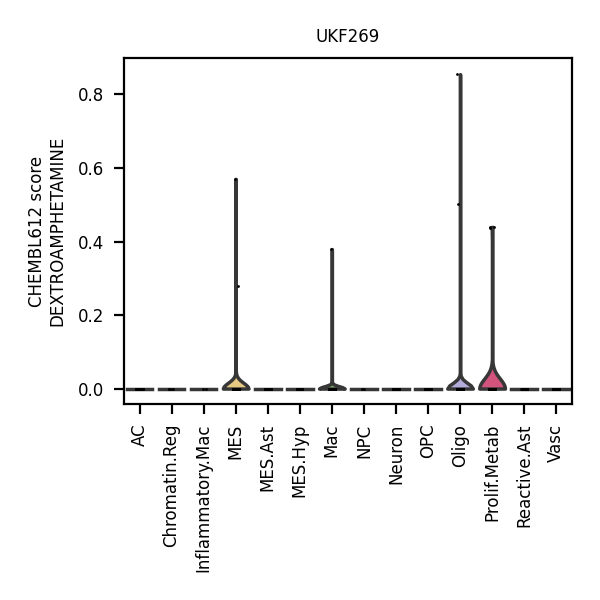 UKF269
CHEMBL612 score
DEXTROAMPHETAMINE
0.8
0.6
0.4
0.2
0.0
AC
Chromatin.Reg
Inflammatory.Mac
MES
MES.Ast
MES.Hyp
Mac
NPC
Neuron
OPC
Oligo
Prolif.Metab
Reactive.Ast
Vasc